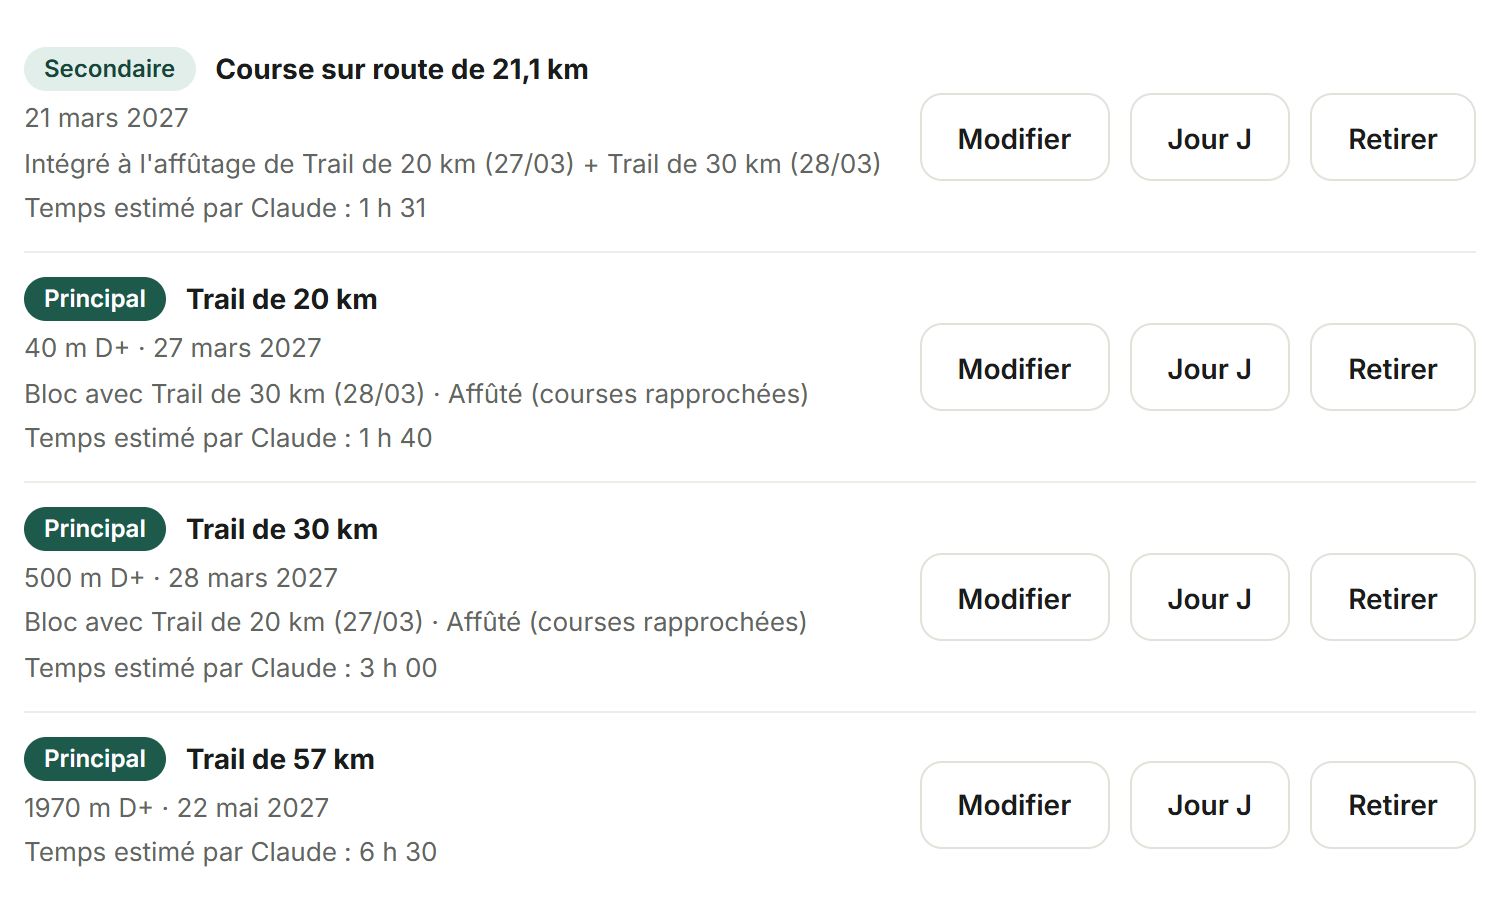 Secondaire Course sur route de 21,1 km
21 mars 2027
Intégré à l'affûtage de Trail de 20 km (27/03) + Trail de 30 km (28/03)
Temps estimé par Claude : 1 h 31
Modifier Jour J Retirer
Principal Trail de 20 km
40 m D+ · 27 mars 2027
Bloc avec Trail de 30 km (28/03) · Affûté (courses rapprochées)
Temps estimé par Claude : 1 h 40
Modifier Jour J Retirer
Principal Trail de 30 km
500 m D+ · 28 mars 2027
Bloc avec Trail de 20 km (27/03) · Affûté (courses rapprochées)
Temps estimé par Claude : 3 h 00
Modifier Jour J Retirer
Principal Trail de 57 km
1970 m D+ · 22 mai 2027
Temps estimé par Claude : 6 h 30
Modifier Jour J Retirer